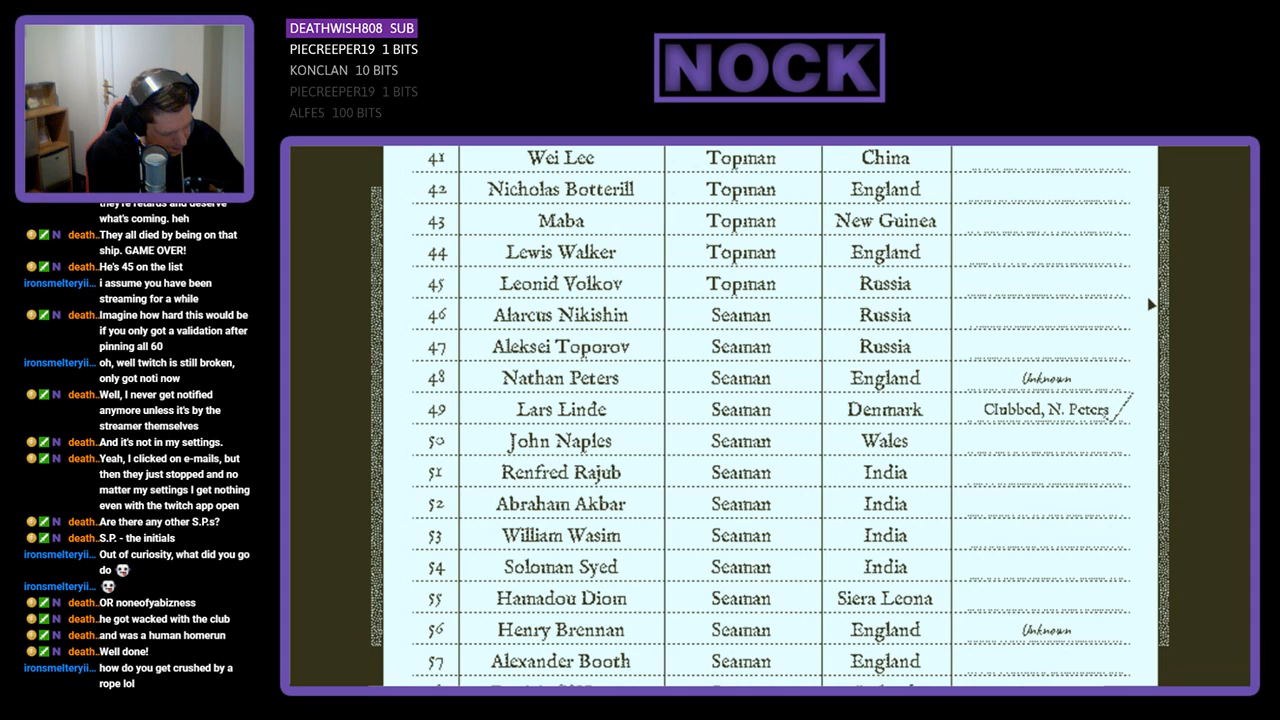 DEATHWISH808 SUB
PIECREEPER19 1 BITS
KONCLAN 10 BITS
PIECREEPER19 1 BITS
ALFE5 100 BITS
NOCK
they're retards and deserve
what's coming. heh
N death... They all died by being on that
ship. GAME OVER!
N death... He's 45 on the list
ironsmelteryii... i assume you have been
streaming for a while
N death... Imagine how hard this would be
if you only got a validation after
pinning all 60
ironsmelteryii... oh, well twitch is still broken,
only got noti now
N death... Well, I never get notified
anymore unless it's by the
streamer themselves
N death... And it's not in my settings.
N death... Yeah, I clicked on e-mails, but
then they just stopped and no
matter my settings I get nothing
even with the twitch app open
N death... Are there any other S.P.s?
N death... S.P. - the initials
ironsmelteryii... Out of curiosity, what did you go
do
ironsmelteryii...
N death... OR noneofyabizness
N death... he got wacked with the club
N death... and was a human homerun
N death... Well done!
ironsmelteryii... how do you get crushed by a
rope lol
41 Wei Lee Topman China
42 Nicholas Botterill Topman England
43 Maba Topman New Guinea
44 Lewis Walker Topman England
45 Leonid Volkov Topman Russia
46 Alarcus Nikishin Seaman Russia
47 Aleksei Toporov Seaman Russia
48 Nathan Peters Seaman England Unknown
49 Lars Linde Seaman Denmark Clubbed, N. Peters
50 John Naples Seaman Wales
51 Renfred Rajub Seaman India
52 Abraham Akbar Seaman India
53 William Wasim Seaman India
54 Soloman Syed Seaman India
55 Hamadou Diom Seaman Siera Leona
56 Henry Brennan Seaman England Unknown
57 Alexander Booth Seaman England